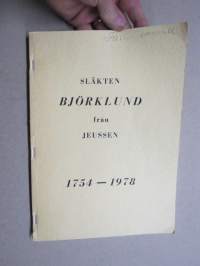 SLÄKTEN
BJÖRKLUND
från
JEUSSEN
1754 — 1978